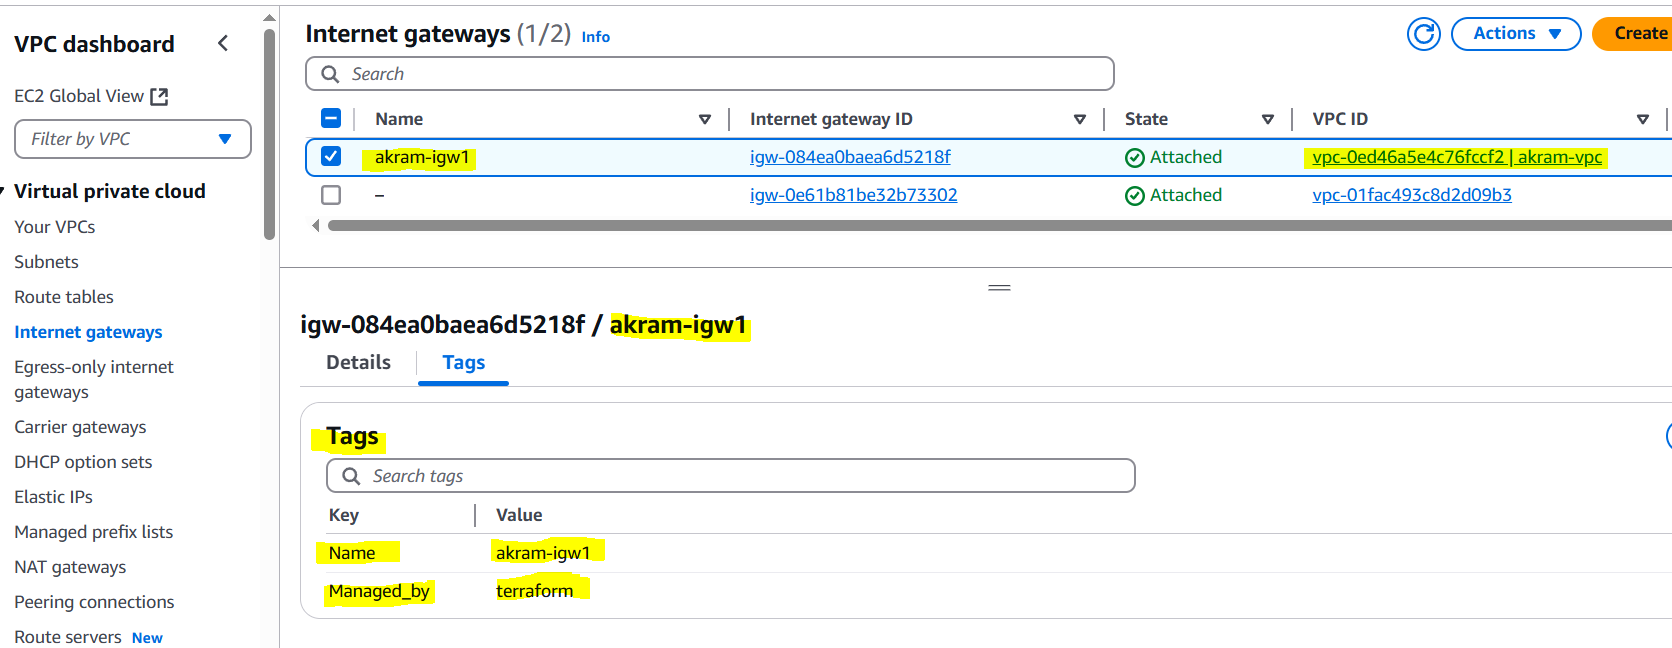 VPC dashboard
EC2 Global View
Filter by VPC
Virtual private cloud
Your VPCs
Subnets
Route tables
Internet gateways
Egress-only internet
gateways
Carrier gateways
DHCP option sets
Elastic IPs
Managed prefix lists
NAT gateways
Peering connections
Route servers New
Internet gateways (1/2) Info
Actions
Create
Search
Name Internet gateway ID State VPC ID
akram-igw1 igw-084ea0baea6d5218f Attached vpc-0ed46a5e4c76fccf2 | akram-vpc
– igw-0e61b81be32b73302 Attached vpc-01fac493c8d2d09b3
igw-084ea0baea6d5218f / akram-igw1
Details Tags
Tags
Search tags
Key Value
Name akram-igw1
Managed_by terraform